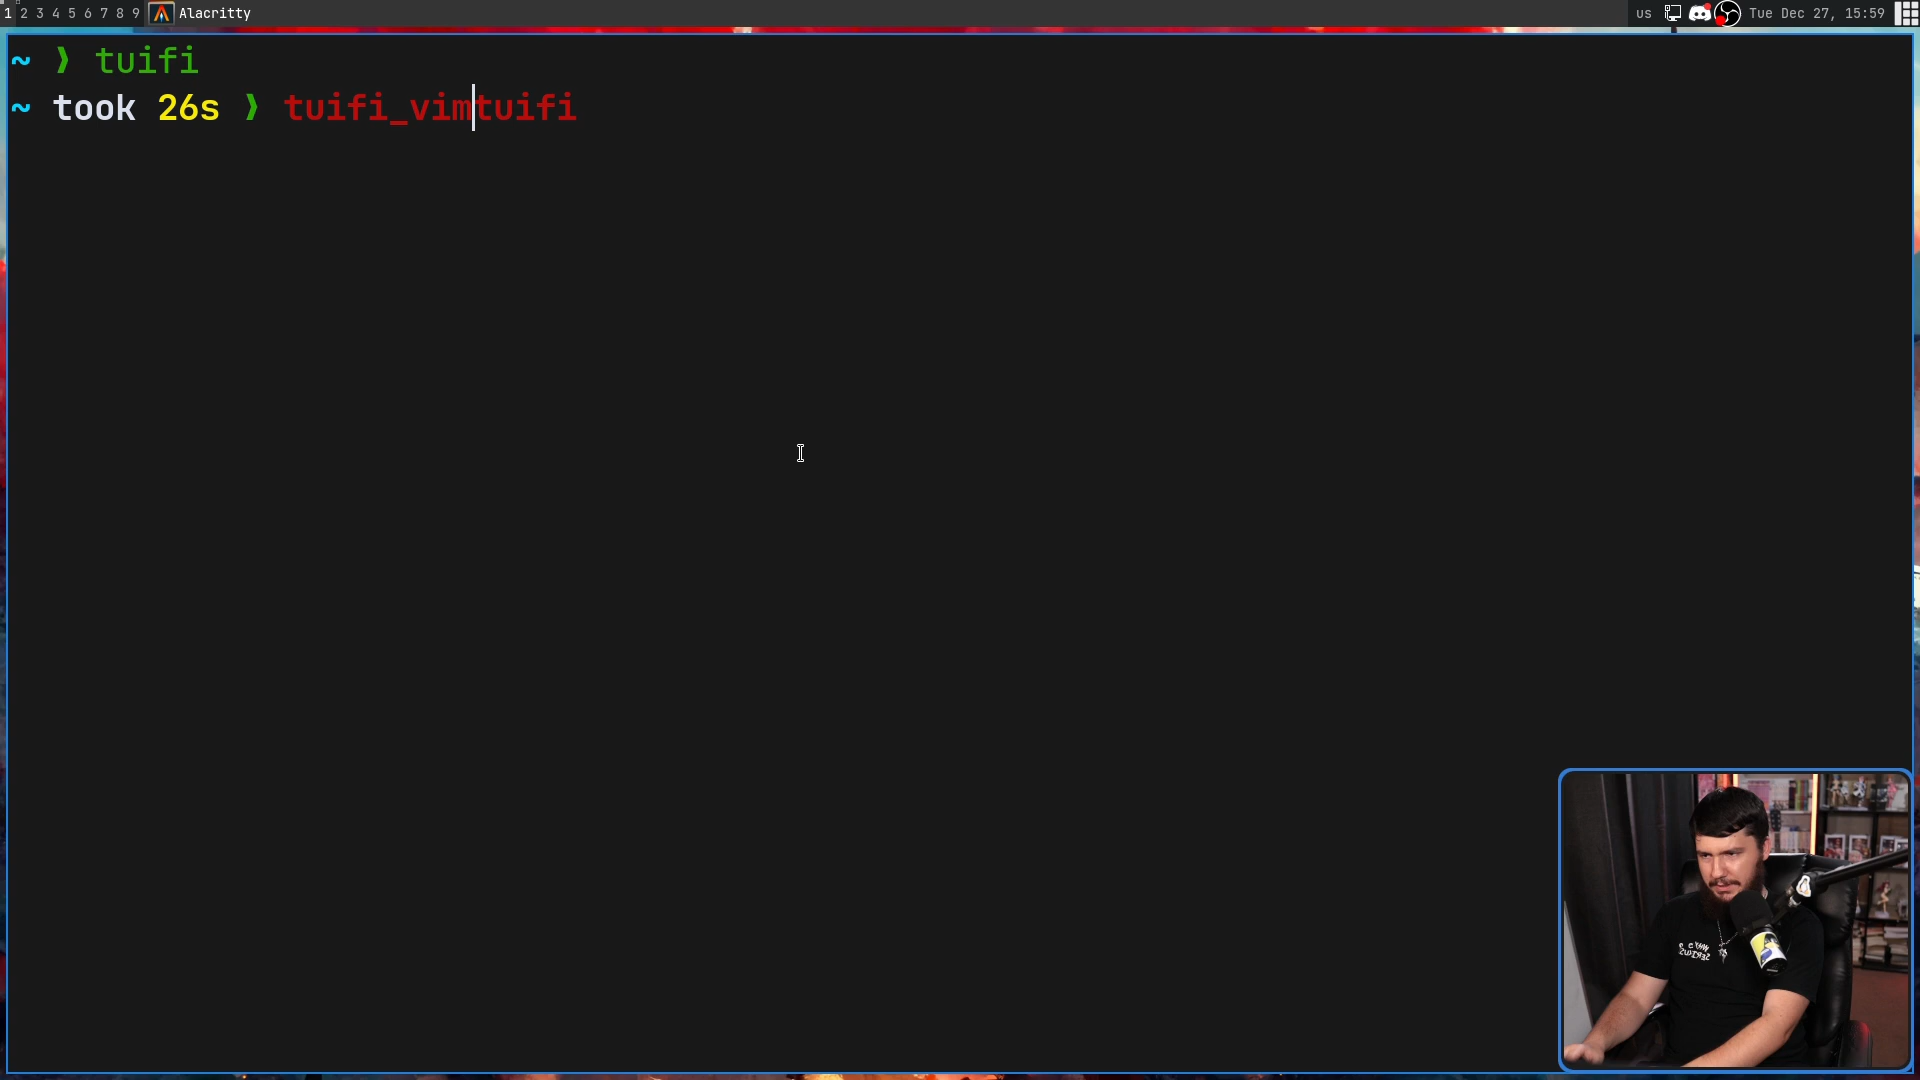 1 2 3 4 5 6 7 8 9 Alacritty us Tue Dec 27, 15:59
~ ❯ tuifi
~ took 26s ❯ tuifi_vimtuifi